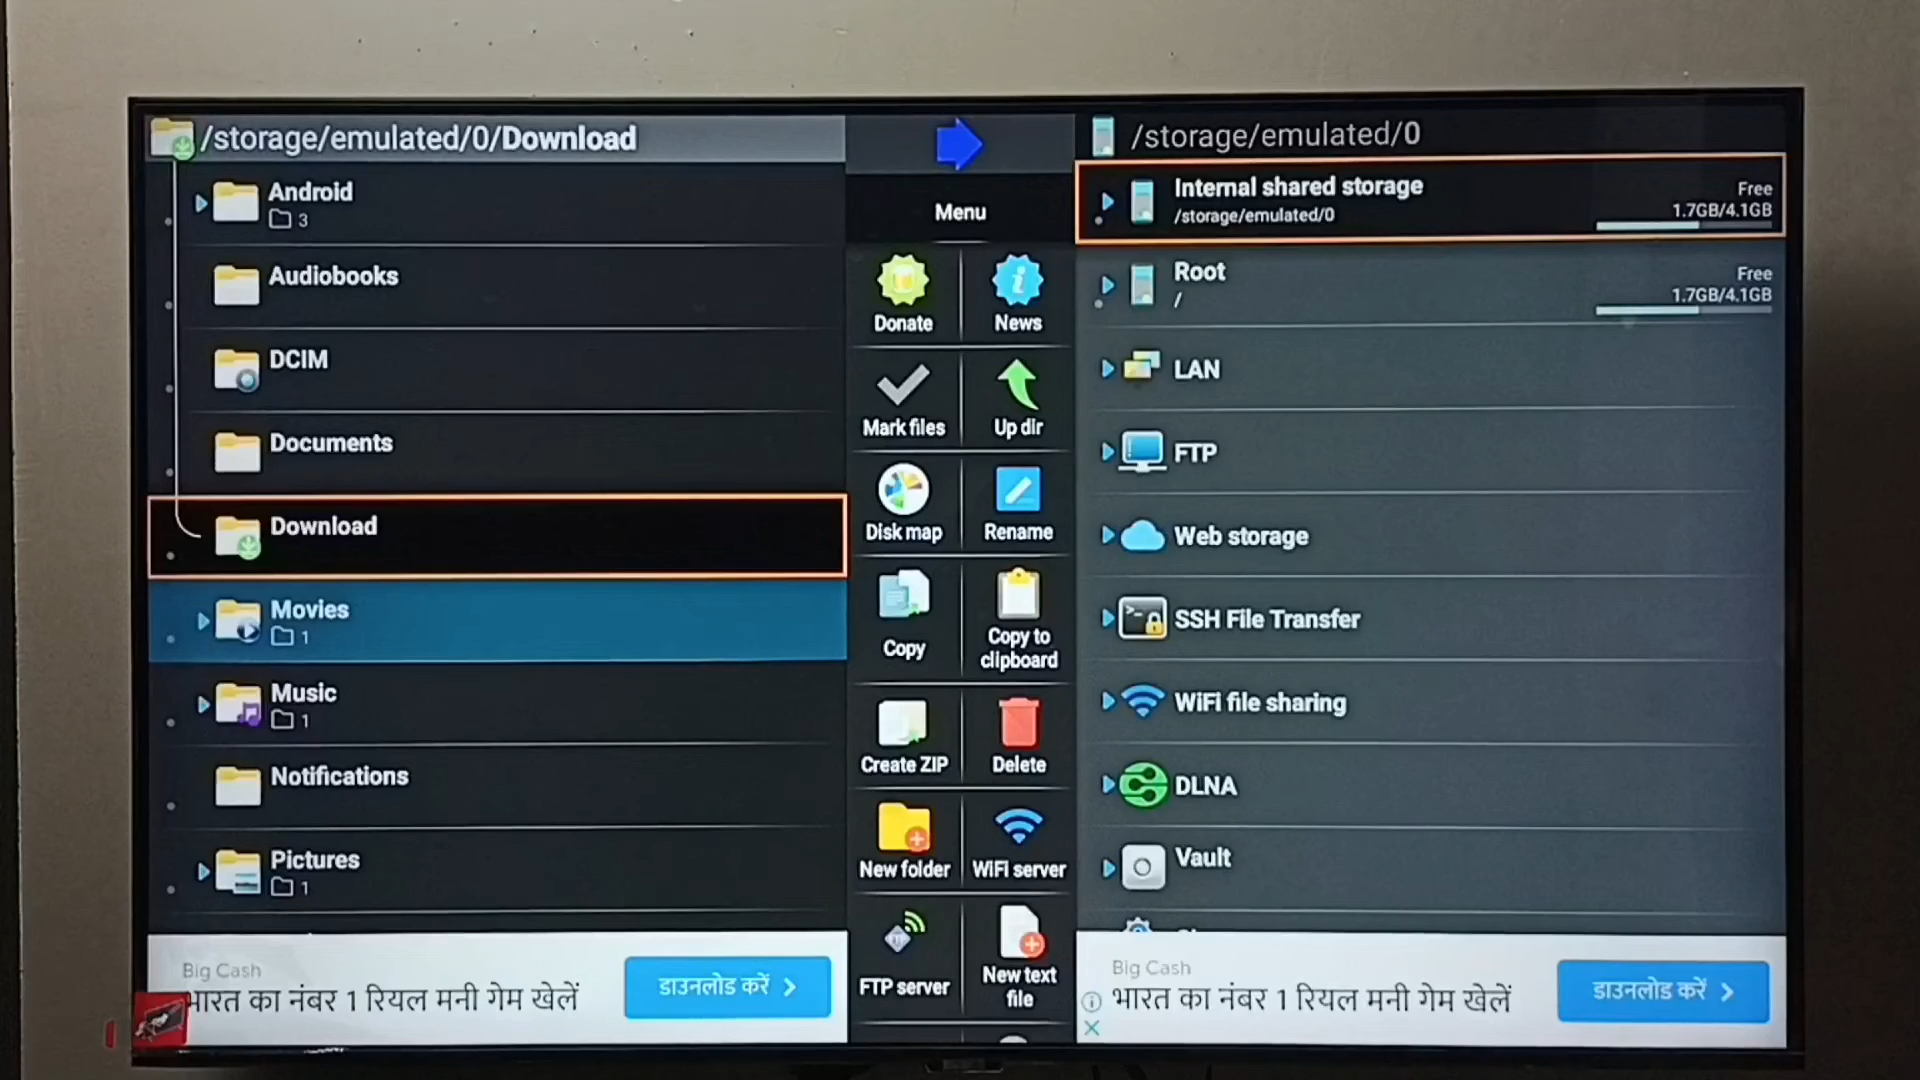 /storage/emulated/0/Download
Android
3
Audiobooks
DCIM
Documents
Download
Movies
1
Music
1
Notifications
Pictures
1
Big Cash
भारत का नंबर 1 रियल मनी गेम खेलें
डाउनलोड करें
Menu
Donate
News
Mark files
Up dir
Disk map
Rename
Copy
Copy to
clipboard
Create ZIP
Delete
New folder
WiFi server
FTP server
New text
file
/storage/emulated/0
Internal shared storage
/storage/emulated/0
Free
1.7GB/4.1GB
Root
/
Free
1.7GB/4.1GB
LAN
FTP
Web storage
SSH File Transfer
WiFi file sharing
DLNA
Vault
Big Cash
भारत का नंबर 1 रियल मनी गेम खेलें
डाउनलोड करें